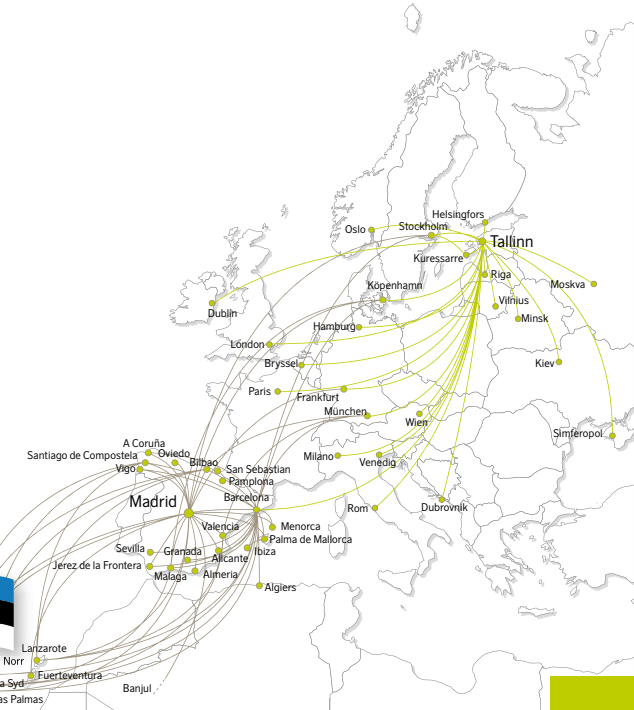 Helsingfors
Oslo
Stockholm
Tallinn
Kuressarre
Riga
Moskva
Köpenhamn
Vilnius
Dublin
Minsk
Hamburg
London
Bryssel
Kiev
Paris
Frankfurt
München
Wien
Simferopol
A Coruña
Santiago de Compostela
Oviedo
Milano
Venedig
Vigo
Bilbao
San Sebastian
Pamplona
Madrid
Barcelona
Rom
Dubrovnik
Valencia
Menorca
Palma de Mallorca
Sevilla
Granada
Ibiza
Alicante
Jerez de la Frontera
Malaga
Almeria
Algiers
Lanzarote
Norr
Fuerteventura
a Syd
Banjul
as Palmas